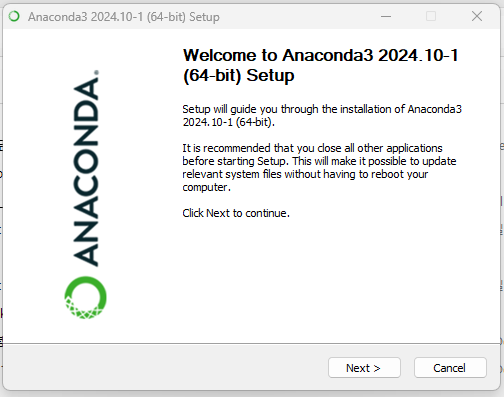 Anaconda3 2024.10-1 (64-bit) Setup
Welcome to Anaconda3 2024.10-1
(64-bit) Setup
Setup will guide you through the installation of Anaconda3
2024.10-1 (64-bit).
It is recommended that you close all other applications
before starting Setup. This will make it possible to update
relevant system files without having to reboot your
computer.
Click Next to continue.
ANACONDA.
Next >
Cancel